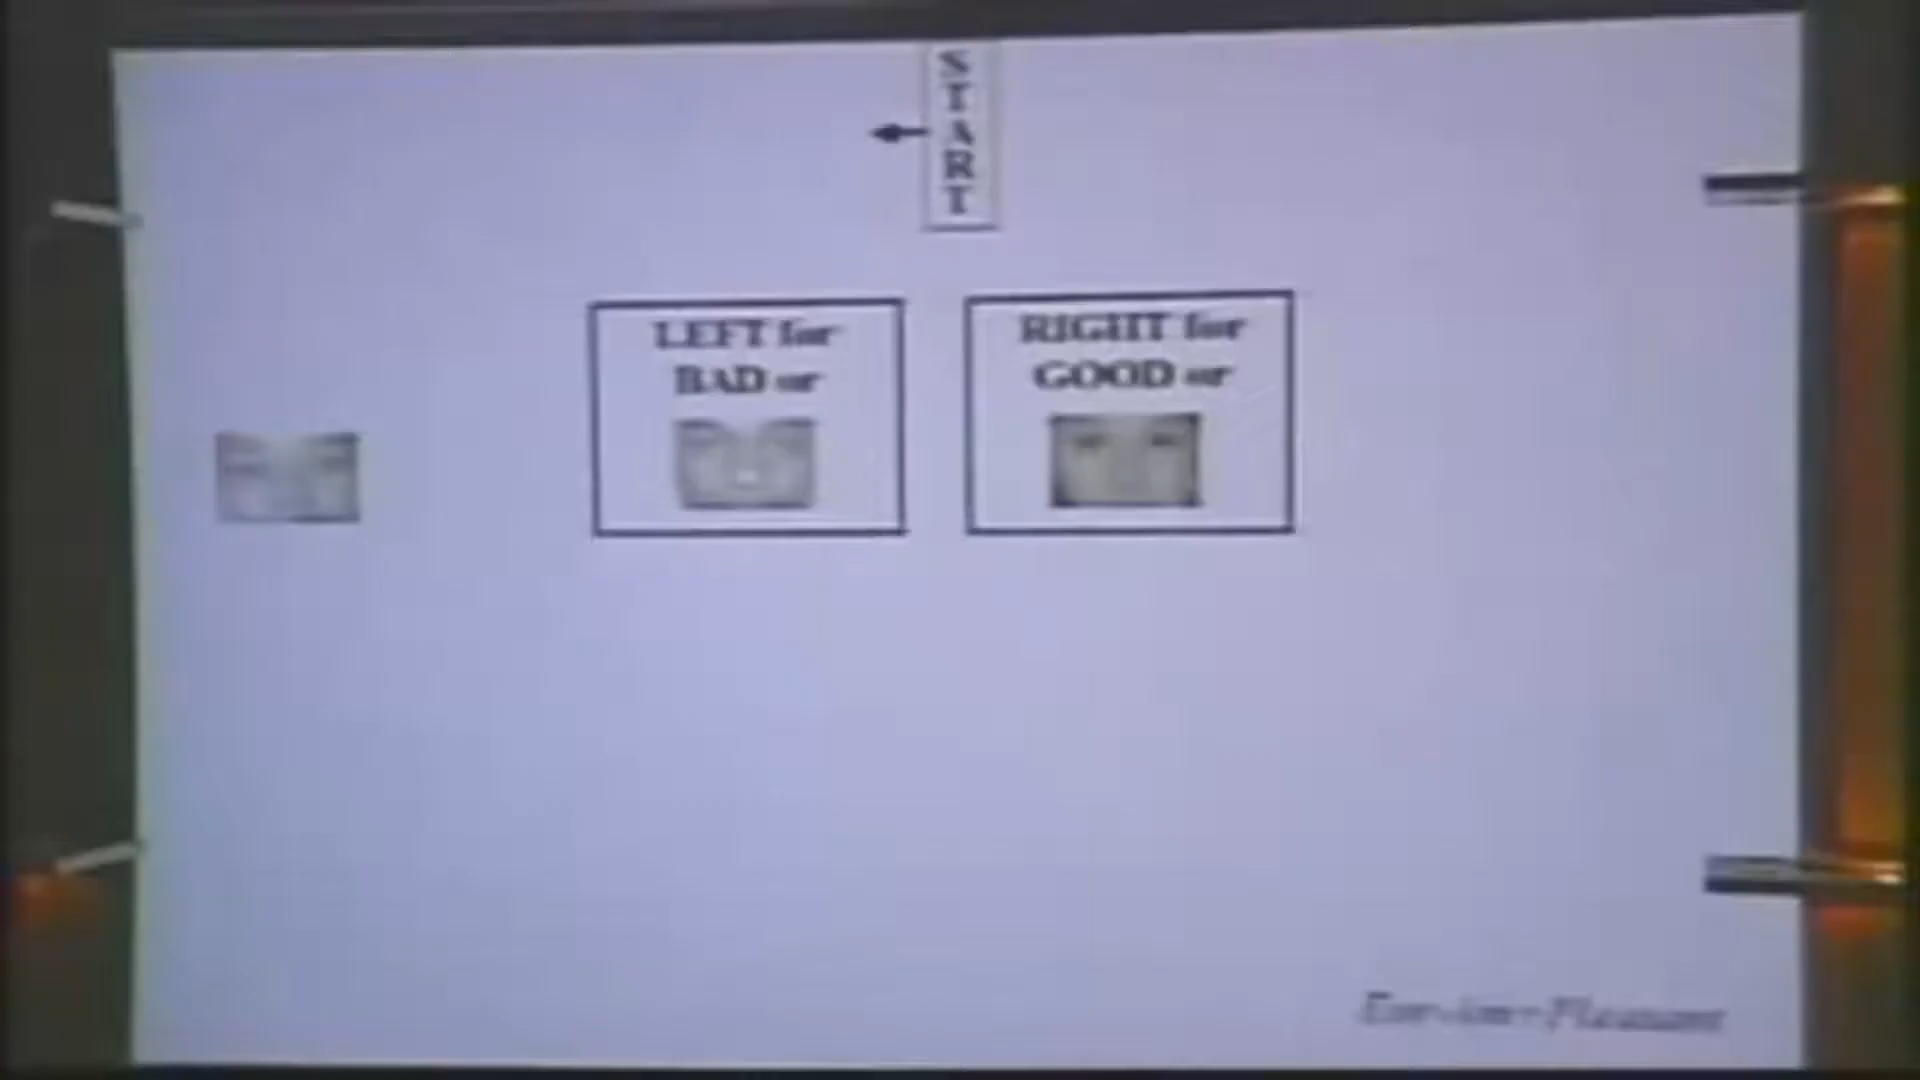 START
LEFT for
BAD or
RIGHT for
GOOD or